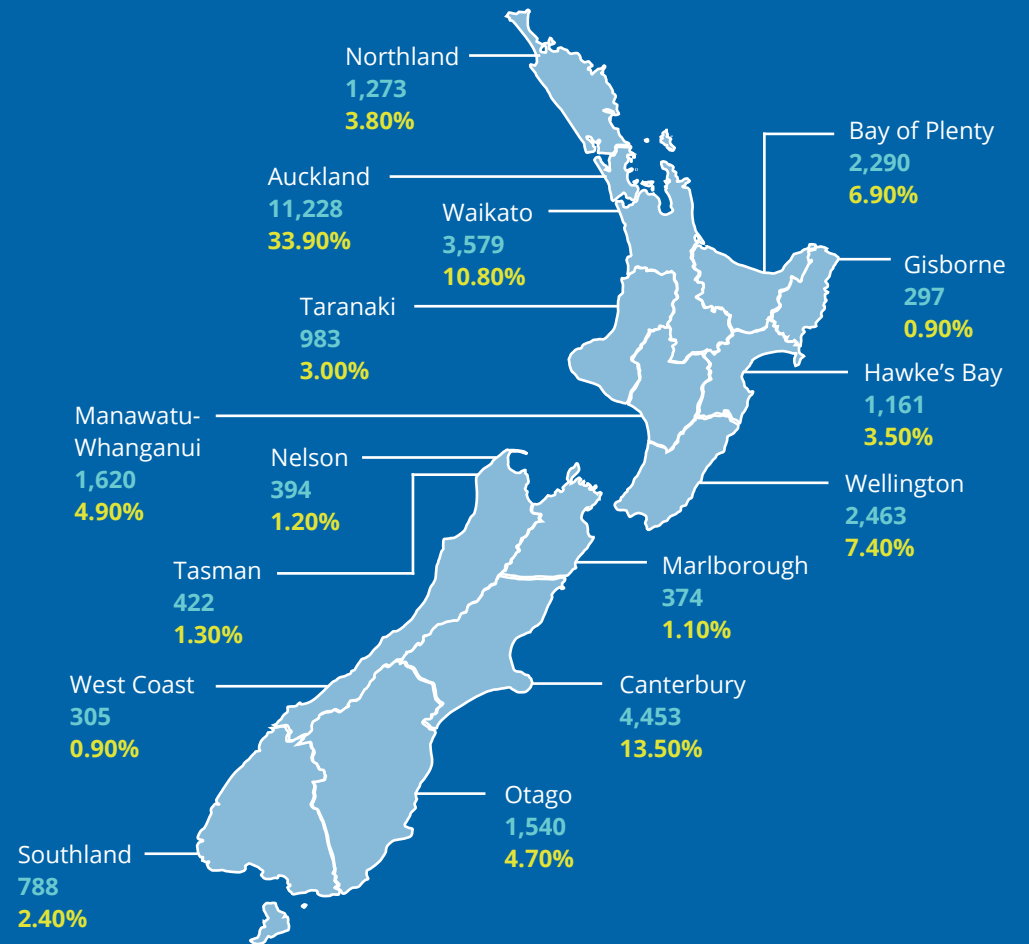 Northland
1,273
3.80%
Bay of Plenty
2,290
6.90%
Auckland
11,228
33.90%
Waikato
3,579
10.80%
Gisborne
297
0.90%
Taranaki
983
3.00%
Hawke’s Bay
1,161
3.50%
Manawatu-
Whanganui
1,620
4.90%
Nelson
394
1.20%
Wellington
2,463
7.40%
Tasman
422
1.30%
Marlborough
374
1.10%
West Coast
305
0.90%
Canterbury
4,453
13.50%
Otago
1,540
4.70%
Southland
788
2.40%